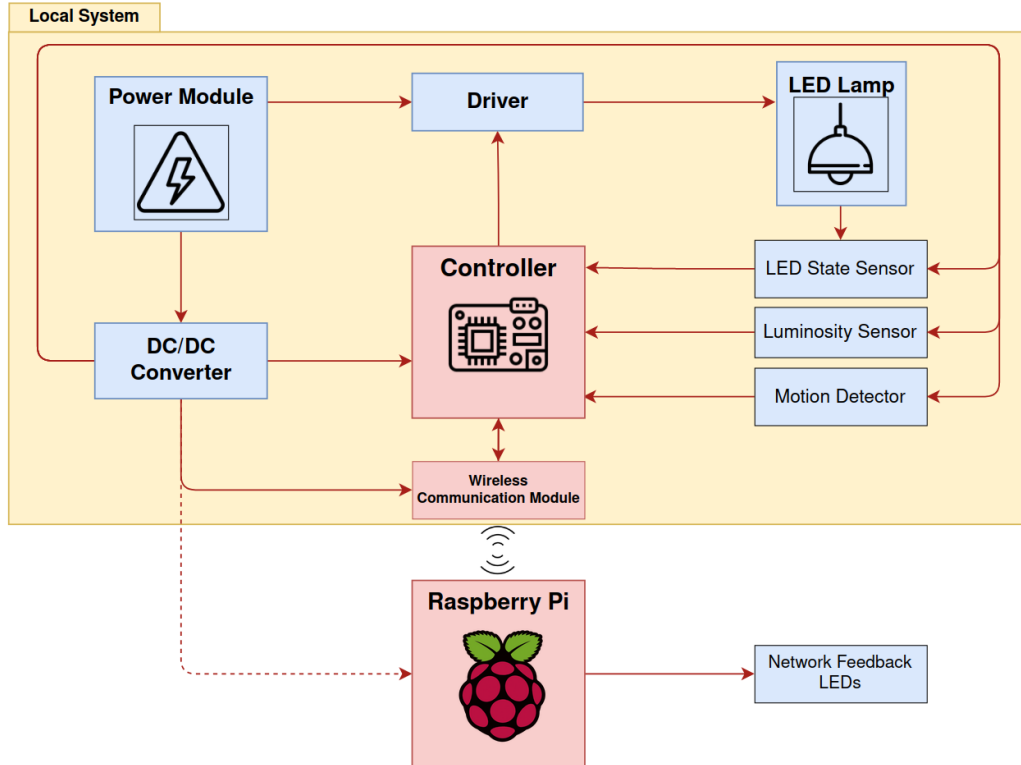 Local System
Power Module
Driver
LED Lamp
Controller
LED State Sensor
Luminosity Sensor
DC/DC
Converter
Motion Detector
Wireless
Communication Module
Raspberry Pi
Network Feedback
LEDs